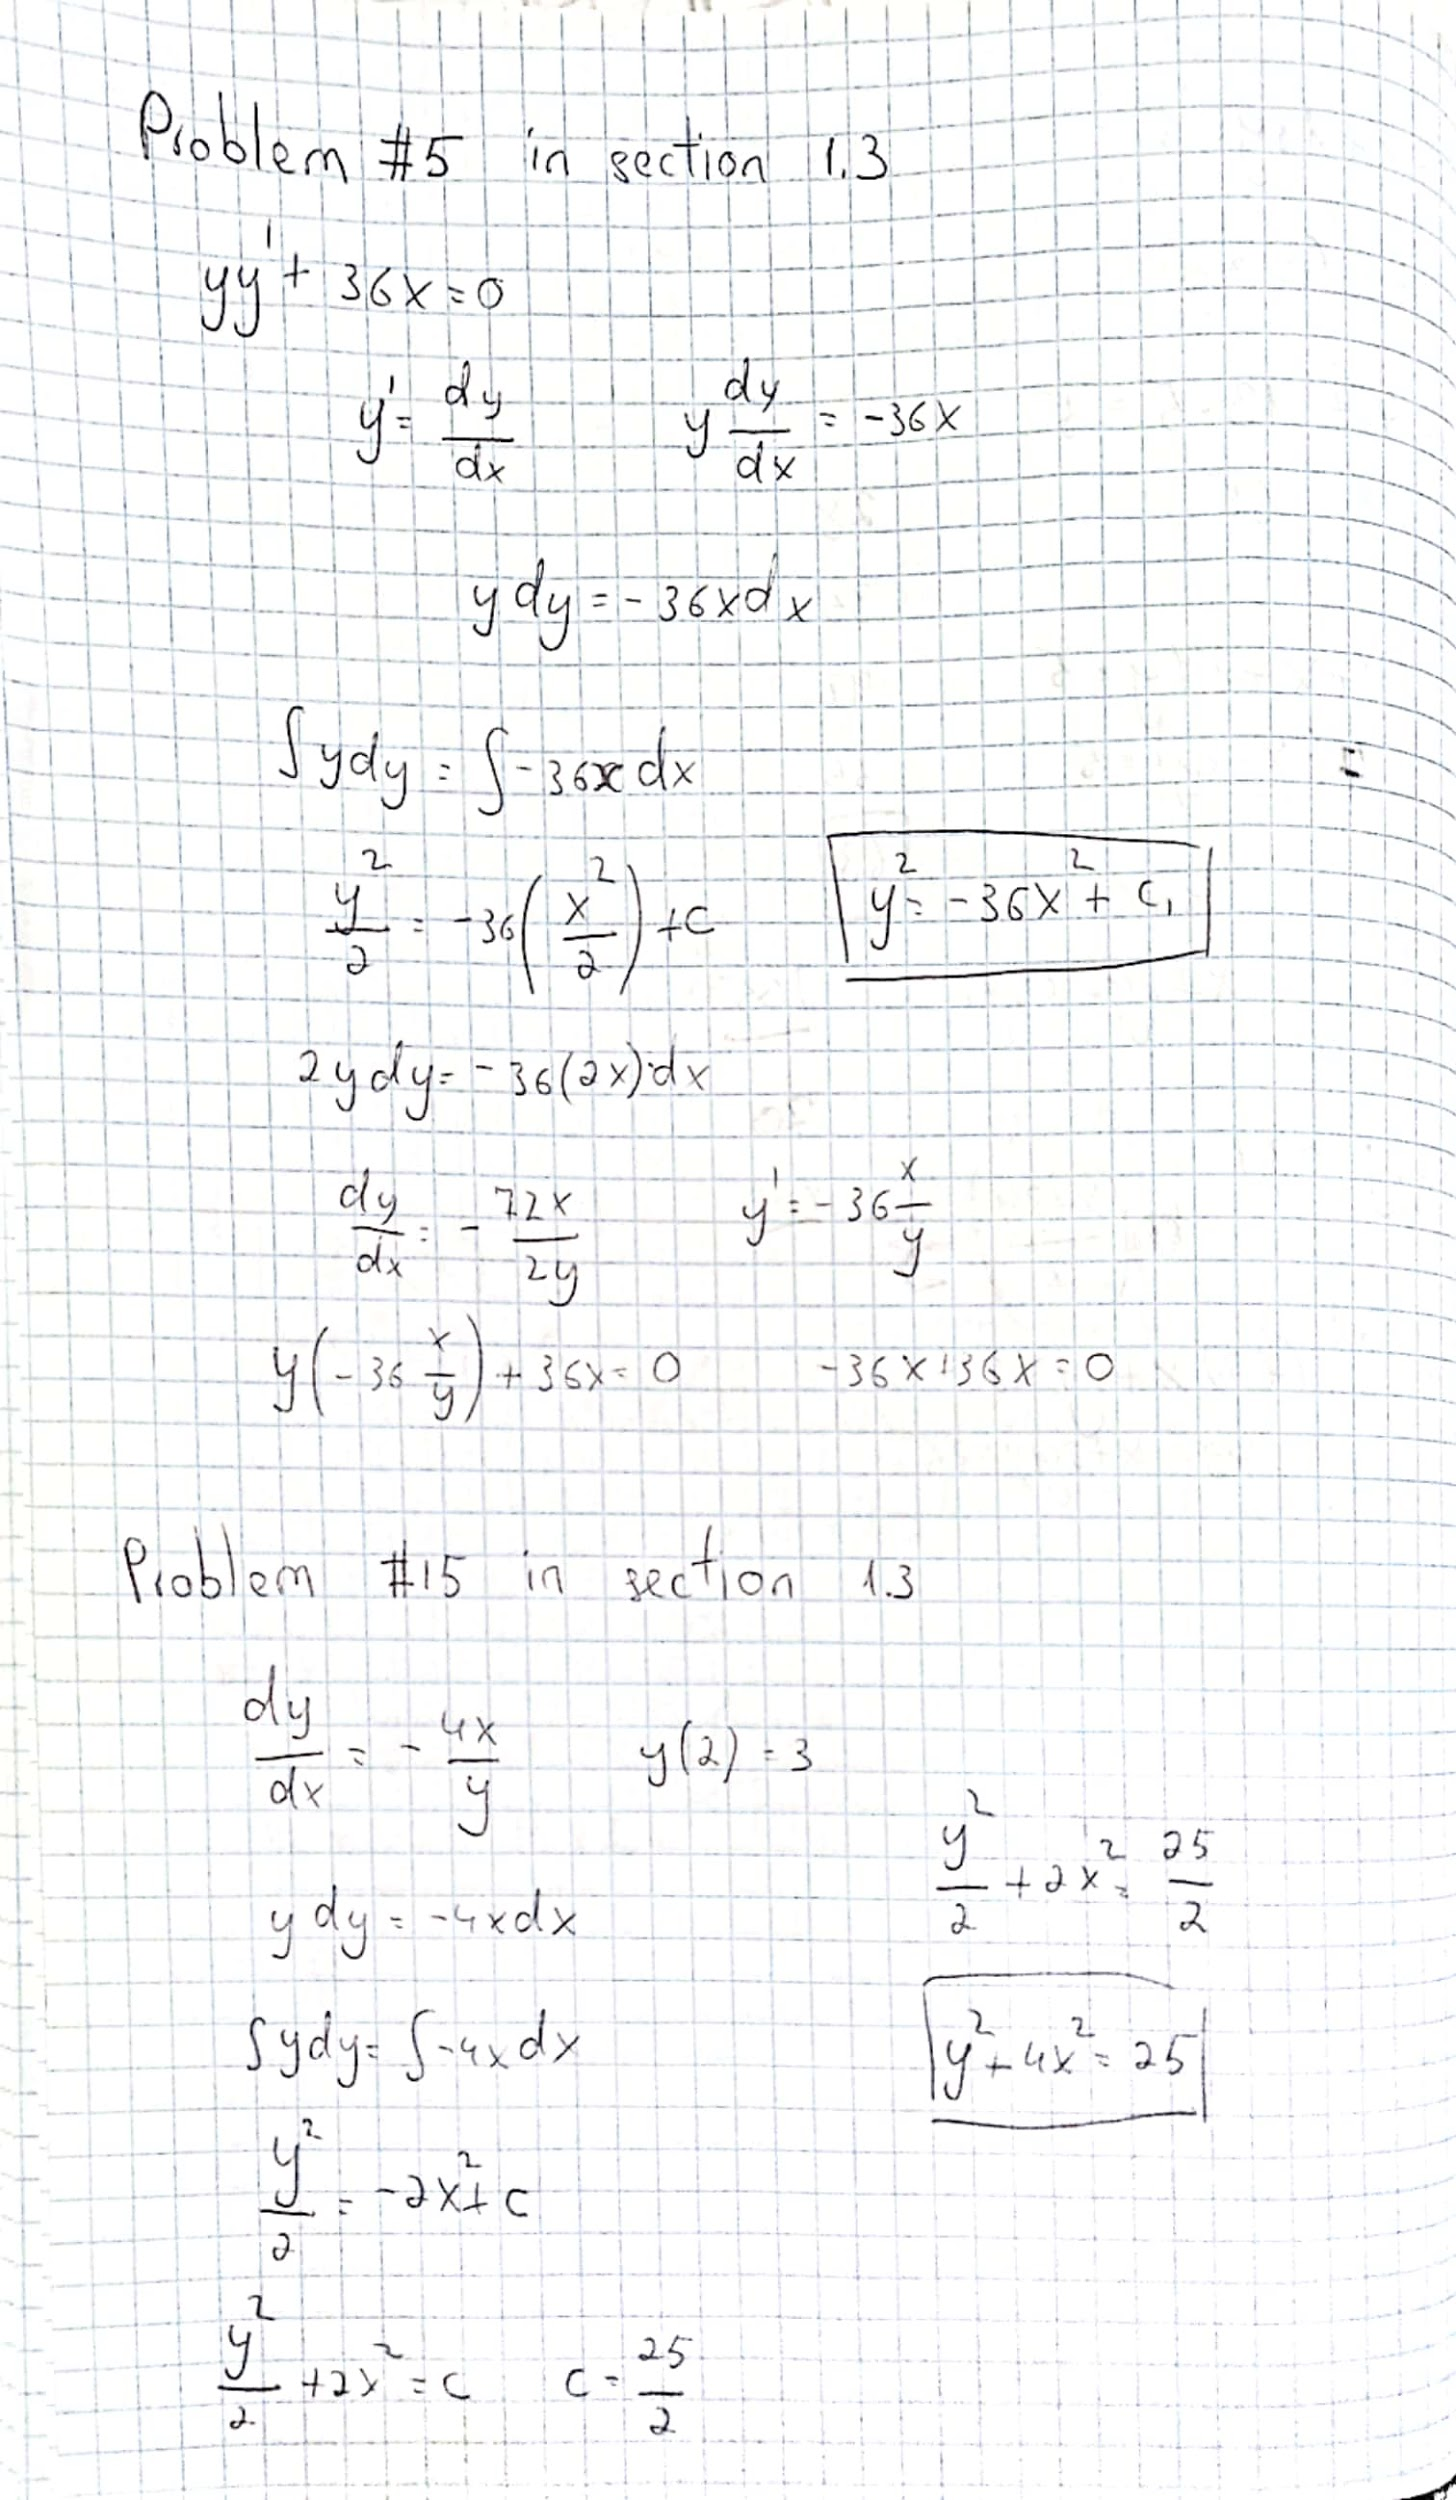 Problem #5 in section 1.3
yy' + 36x = 0
y' = dy/dx    y dy/dx = -36x
y dy = -36x dx
∫ y dy = ∫ -36x dx
y²/2 = -36(x²/2) + C    y² = -36x² + C₁
2y dy = -36(2x)·dx
dy/dx = - 72x/2y    y' = -36 x/y
y(-36 x/y) + 36x = 0    -36x+36x = 0
Problem #15 in section 1.3
dy/dx = - 4x/y    y(2) = 3
y dy = -4x dx
∫ y dy = ∫ -4x dx
y²/2 = -2x² + C
y²/2 + 2x² = C    C = 25/2
y²/2 + 2x² = 25/2
y² + 4x² = 25